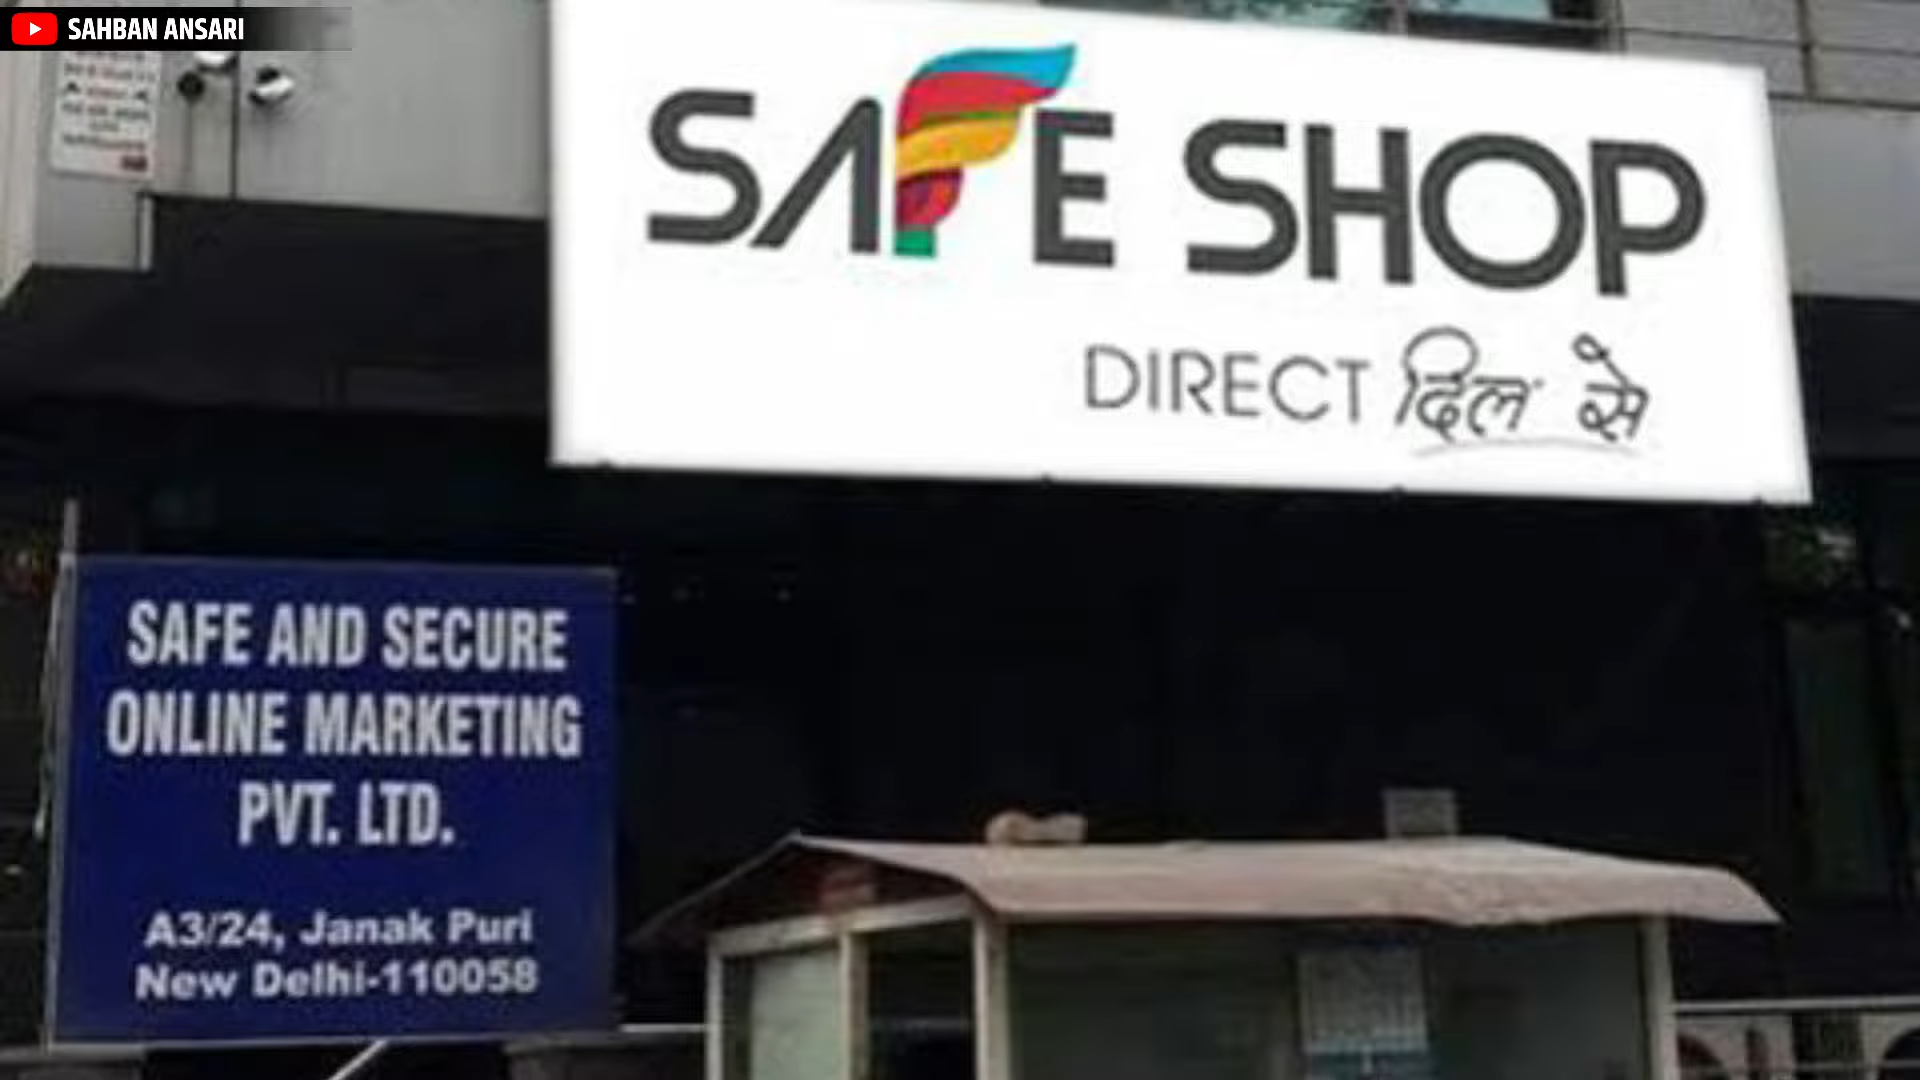 SAHBAN ANSARI
SAFE SHOP
DIRECT दिल से
SAFE AND SECURE
ONLINE MARKETING
PVT. LTD.
A3/24, Janak Puri
New Delhi-110058